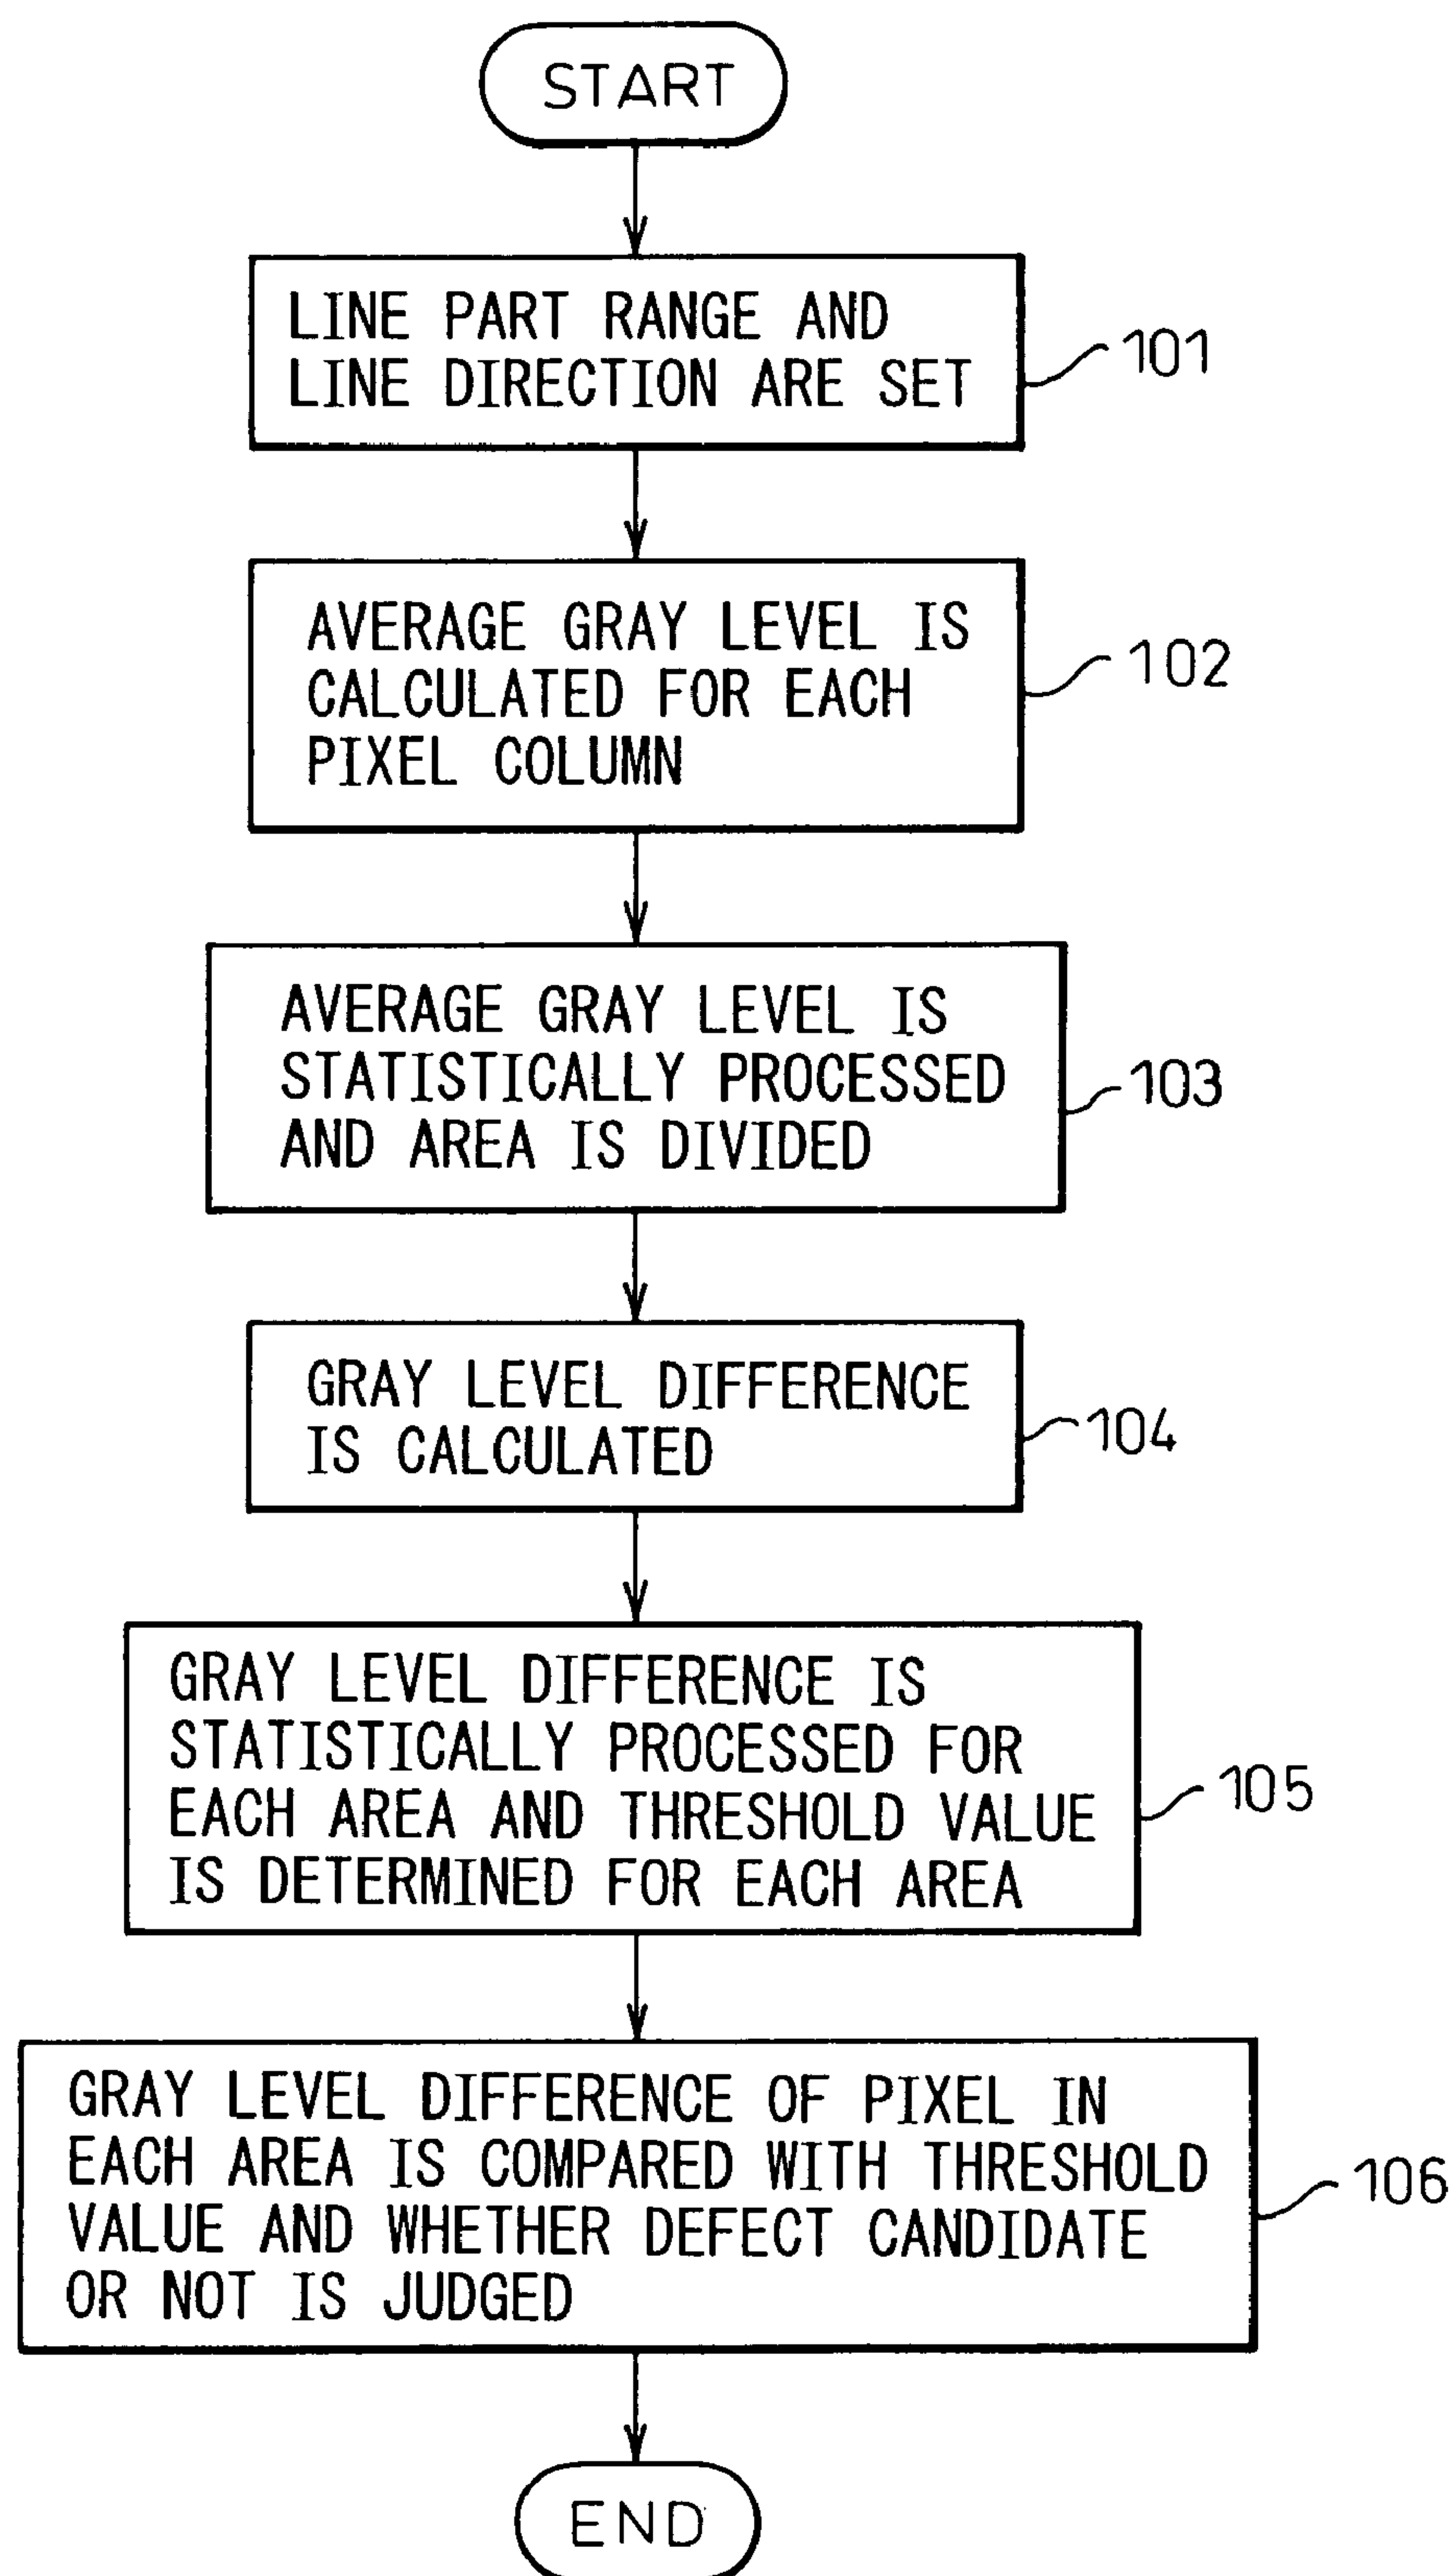 START
LINE PART RANGE AND
LINE DIRECTION ARE SET
101
AVERAGE GRAY LEVEL IS
CALCULATED FOR EACH
PIXEL COLUMN
102
AVERAGE GRAY LEVEL IS
STATISTICALLY PROCESSED
AND AREA IS DIVIDED
103
GRAY LEVEL DIFFERENCE
IS CALCULATED
104
GRAY LEVEL DIFFERENCE IS
STATISTICALLY PROCESSED FOR
EACH AREA AND THRESHOLD VALUE
IS DETERMINED FOR EACH AREA
105
GRAY LEVEL DIFFERENCE OF PIXEL IN
EACH AREA IS COMPARED WITH THRESHOLD
VALUE AND WHETHER DEFECT CANDIDATE
OR NOT IS JUDGED
106
END